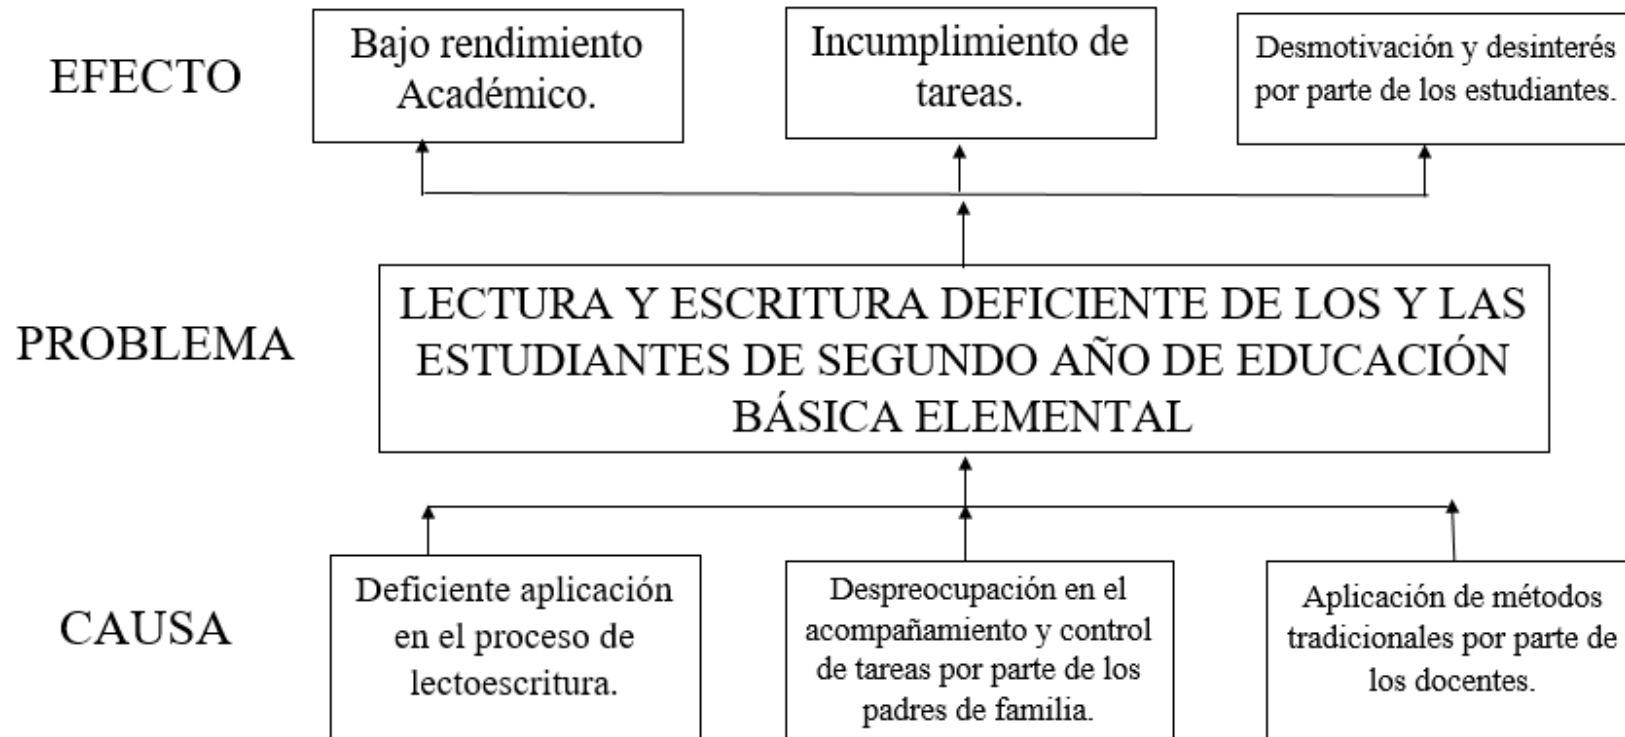 EFECTO
Bajo rendimiento
Académico.
Incumplimiento de
tareas.
Desmotivación y desinterés
por parte de los estudiantes.
PROBLEMA
LECTURA Y ESCRITURA DEFICIENTE DE LOS Y LAS
ESTUDIANTES DE SEGUNDO AÑO DE EDUCACIÓN
BÁSICA ELEMENTAL
CAUSA
Deficiente aplicación
en el proceso de
lectoescritura.
Despreocupación en el
acompañamiento y control
de tareas por parte de los
padres de familia.
Aplicación de métodos
tradicionales por parte de
los docentes.